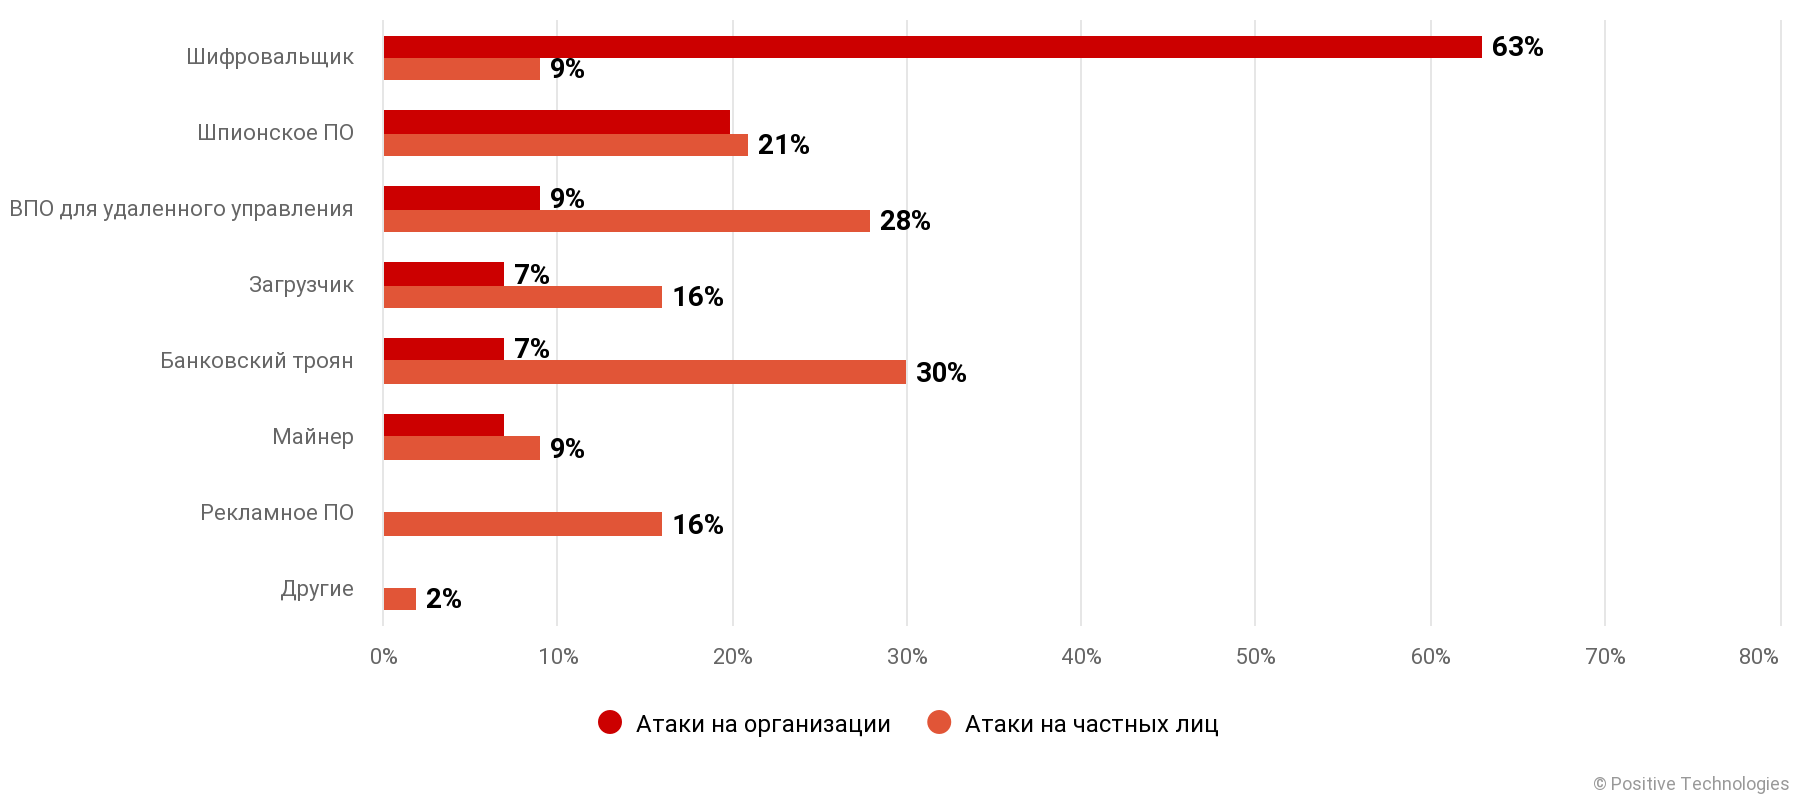 Шифровальщик
63%
9%
Шпионское ПО
21%
ВПО для удаленного управления
9%
28%
Загрузчик
7%
16%
Банковский троян
7%
30%
Майнер
9%
Рекламное ПО
16%
Другие
2%
0% 10% 20% 30% 40% 50% 60% 70% 80%
Атаки на организации Атаки на частных лиц
© Positive Technologies